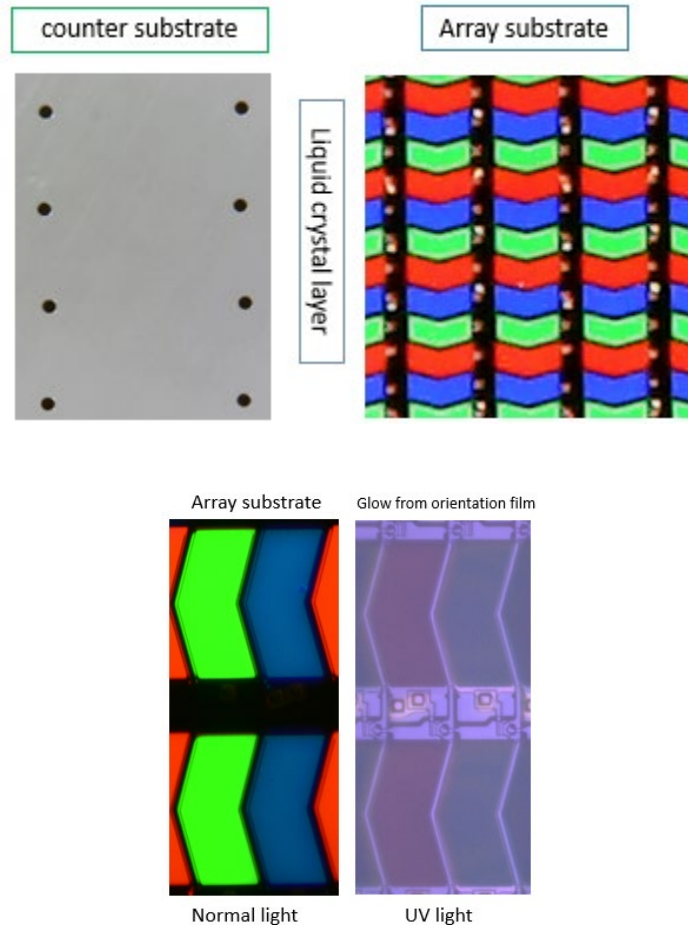 counter substrate
Array substrate
Liquid crystal layer
Array substrate
Glow from orientation film
Normal light
UV light